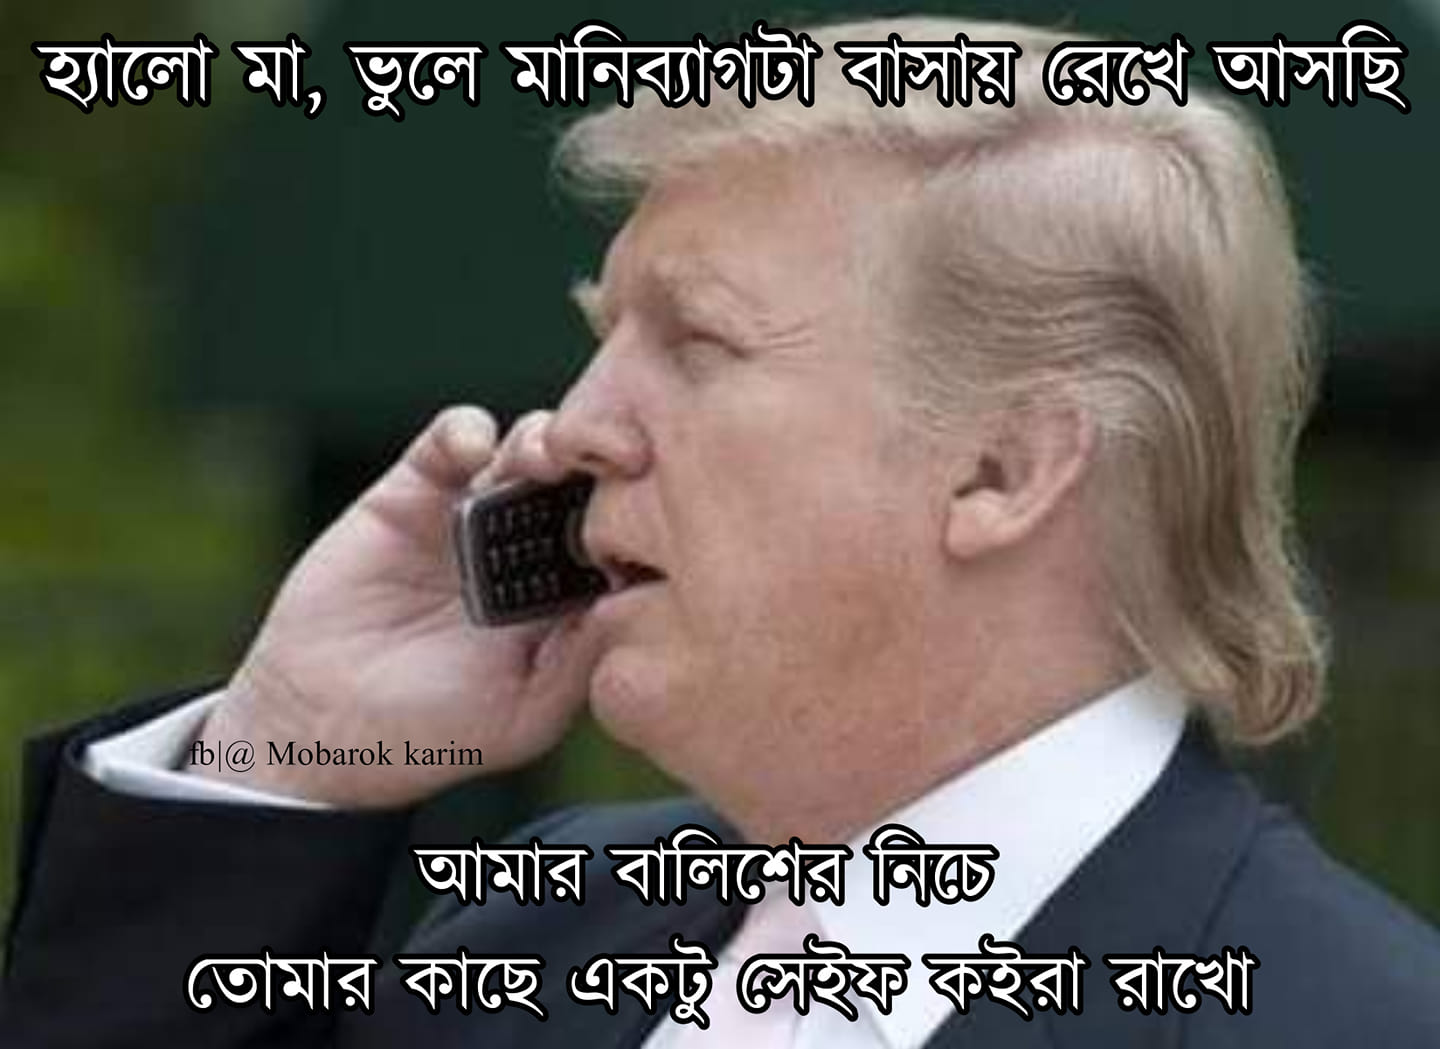 হ্যালো মা, ভুলে মানিব্যাগটা বাসায় রেখে আসছি
fb|@ Mobarok karim
আমার বালিশের নিচে
তোমার কাছে একটু সেইফ কইরা রাখো